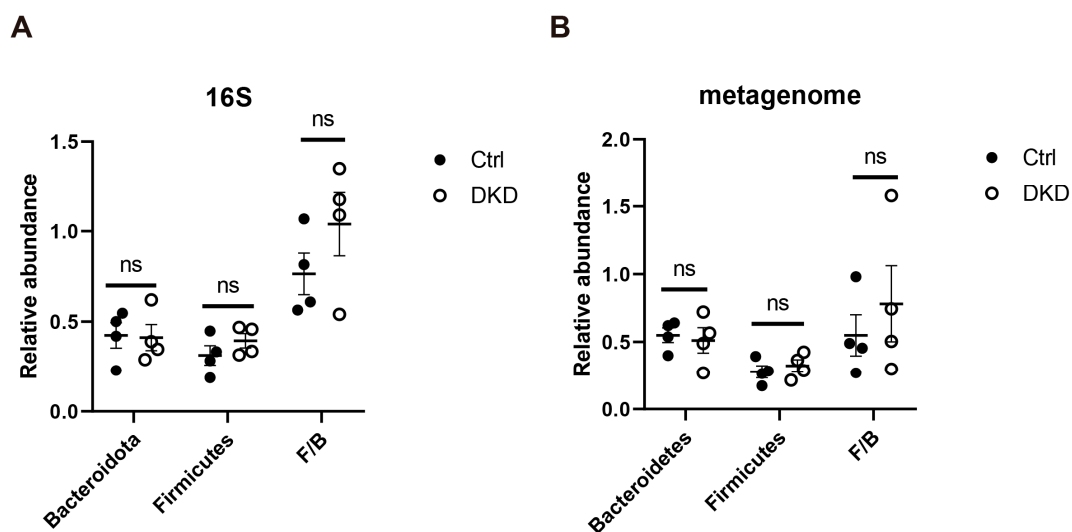 A
16S
1.5
1.0
0.5
0.0
Relative abundance
ns
ns
ns
Bacteroidota
Firmicutes
F/B
Ctrl
DKD
B
metagenome
2.0
1.5
1.0
0.5
0.0
Relative abundance
ns
ns
ns
Bacteroidetes
Firmicutes
F/B
Ctrl
DKD